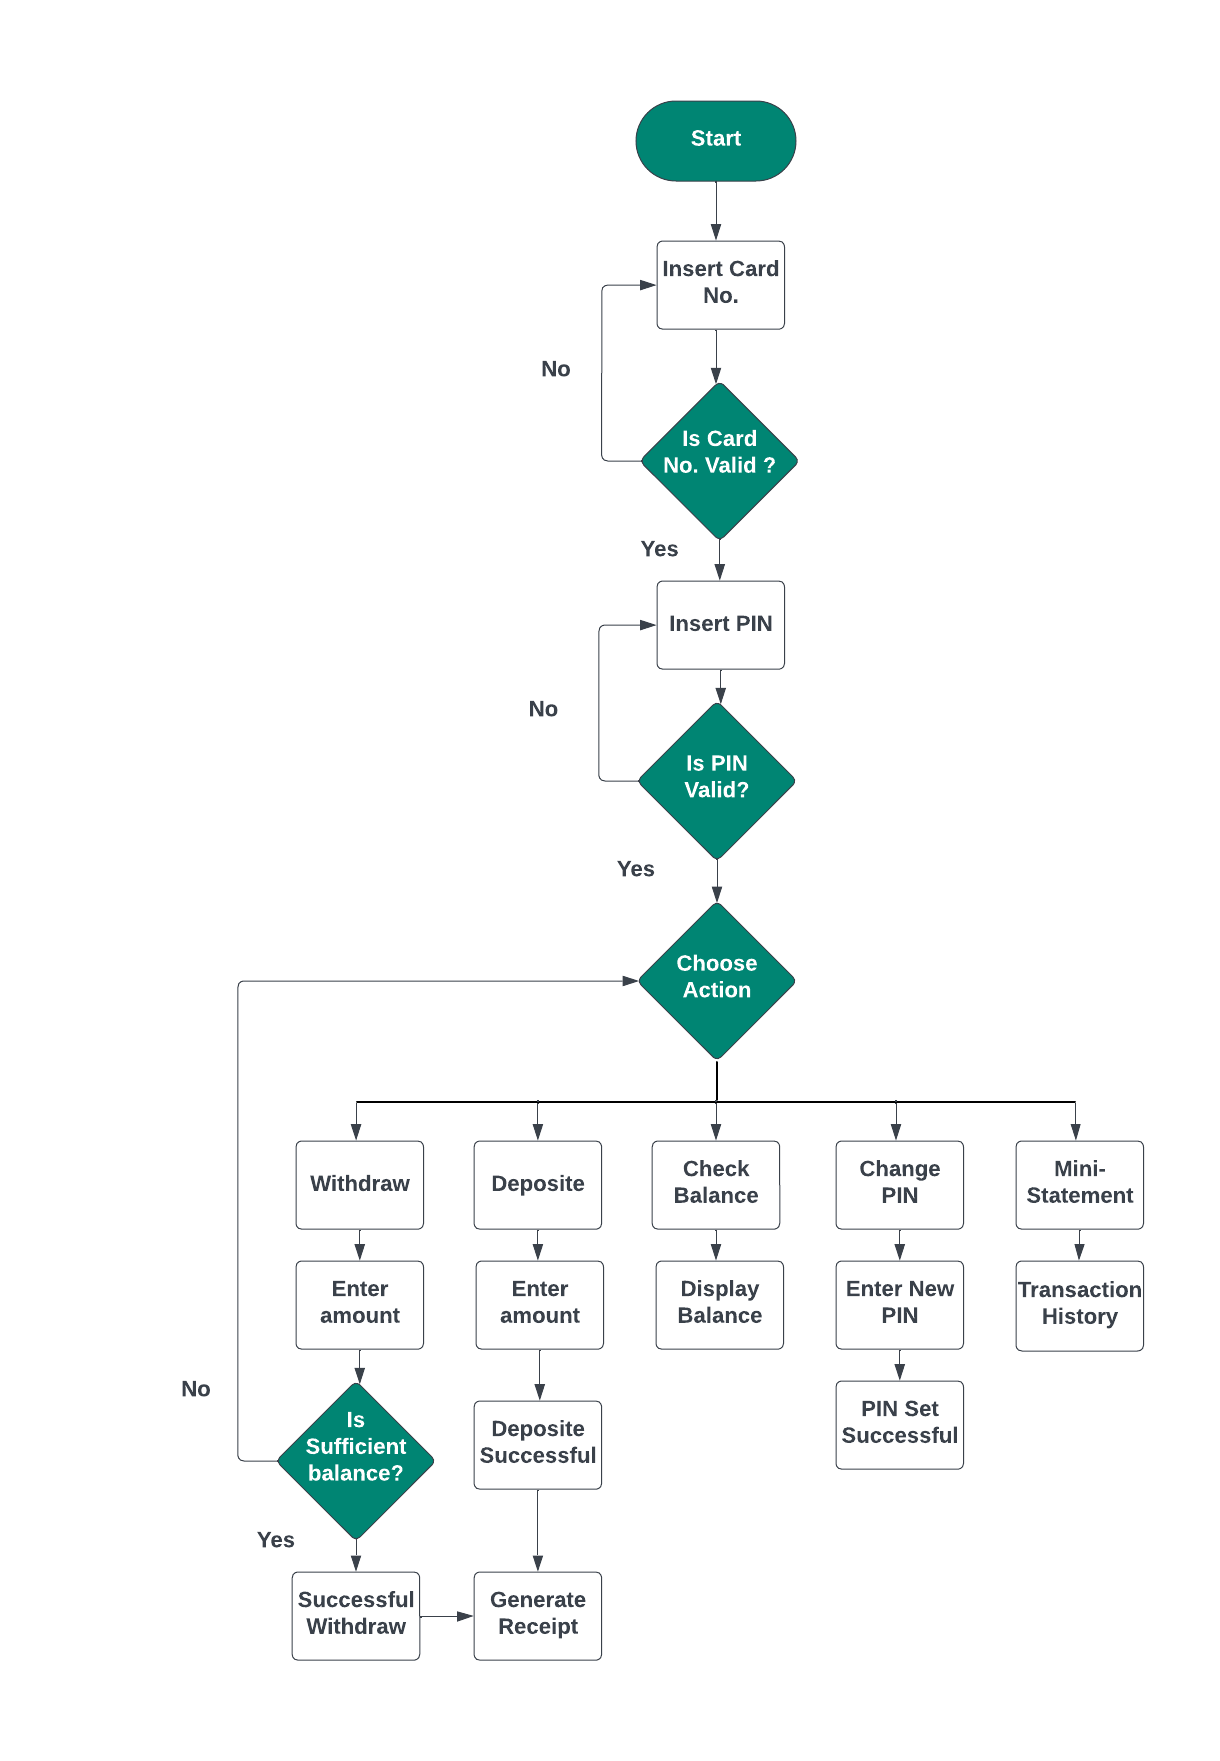 Start
Insert Card
No.
No
Is Card
No. Valid ?
Yes
Insert PIN
No
Is PIN
Valid?
Yes
Choose
Action
Withdraw
Deposite
Check
Balance
Change
PIN
Mini-
Statement
Enter
amount
Enter
amount
Display
Balance
Enter New
PIN
Transaction
History
No
Is
Sufficient
balance?
Deposite
Successful
PIN Set
Successful
Yes
Successful
Withdraw
Generate
Receipt